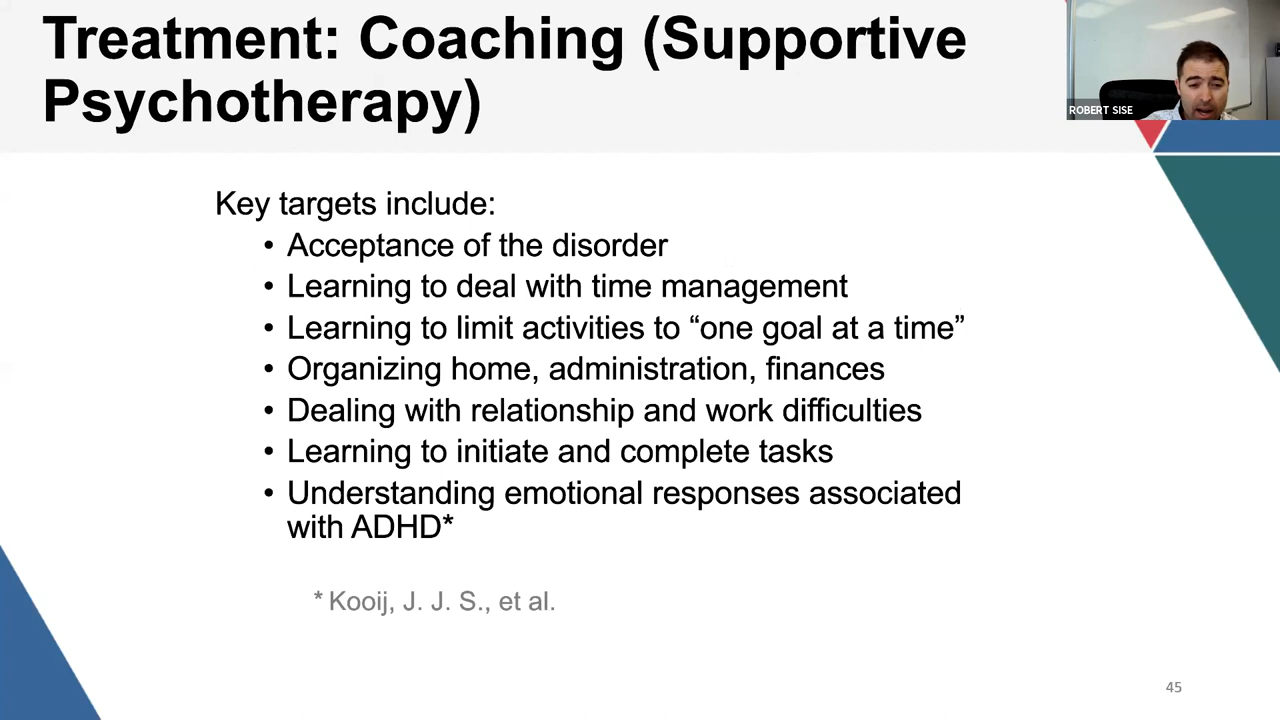 Treatment: Coaching (Supportive
Psychotherapy)
ROBERT SISE
Key targets include:
• Acceptance of the disorder
• Learning to deal with time management
• Learning to limit activities to “one goal at a time”
• Organizing home, administration, finances
• Dealing with relationship and work difficulties
• Learning to initiate and complete tasks
• Understanding emotional responses associated
with ADHD*
* Kooij, J. J. S., et al.
45